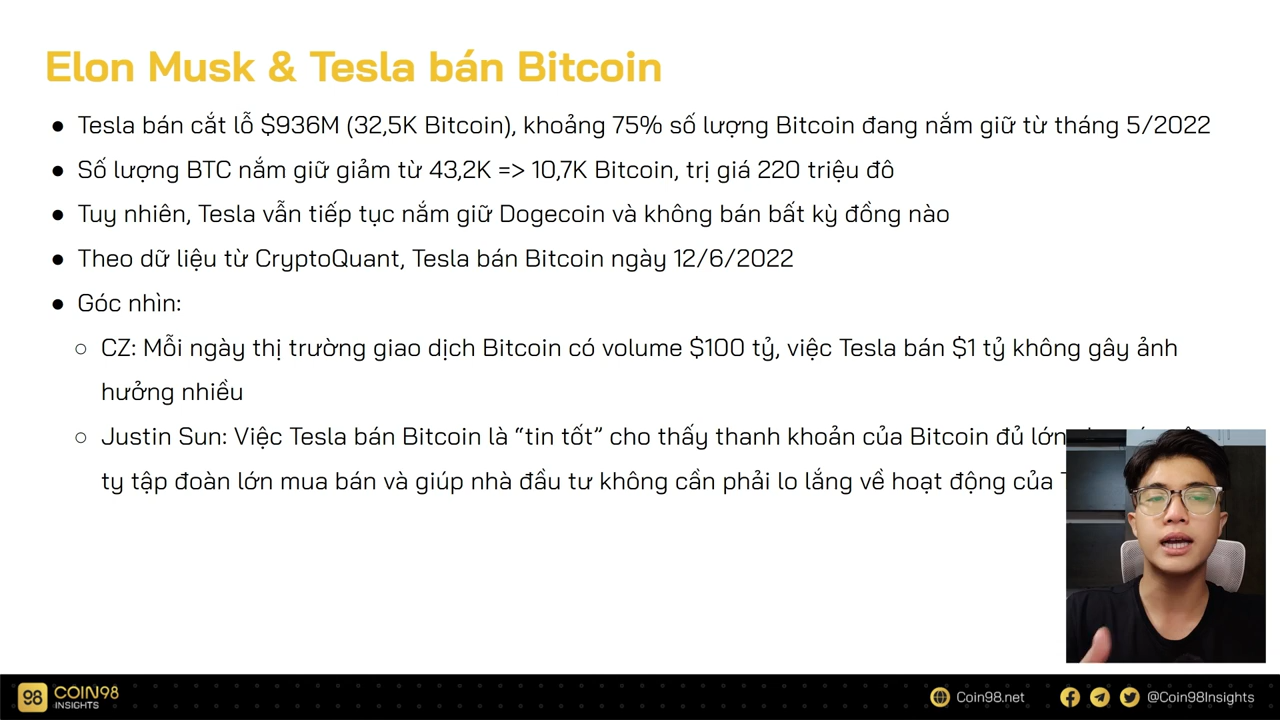 Elon Musk & Tesla bán Bitcoin
● Tesla bán cắt lỗ $936M (32,5K Bitcoin), khoảng 75% số lượng Bitcoin đang nắm giữ từ tháng 5/2022
● Số lượng BTC nắm giữ giảm từ 43,2K => 10,7K Bitcoin, trị giá 220 triệu đô
● Tuy nhiên, Tesla vẫn tiếp tục nắm giữ Dogecoin và không bán bất kỳ đồng nào
● Theo dữ liệu từ CryptoQuant, Tesla bán Bitcoin ngày 12/6/2022
● Góc nhìn:
○ CZ: Mỗi ngày thị trường giao dịch Bitcoin có volume $100 tỷ, việc Tesla bán $1 tỷ không gây ảnh
hưởng nhiều
○ Justin Sun: Việc Tesla bán Bitcoin là “tin tốt” cho thấy thanh khoản của Bitcoin đủ lớn
ty tập đoàn lớn mua bán và giúp nhà đầu tư không cần phải lo lắng về hoạt động của
98 COIN98 INSIGHTS Coin98.net @Coin98Insights